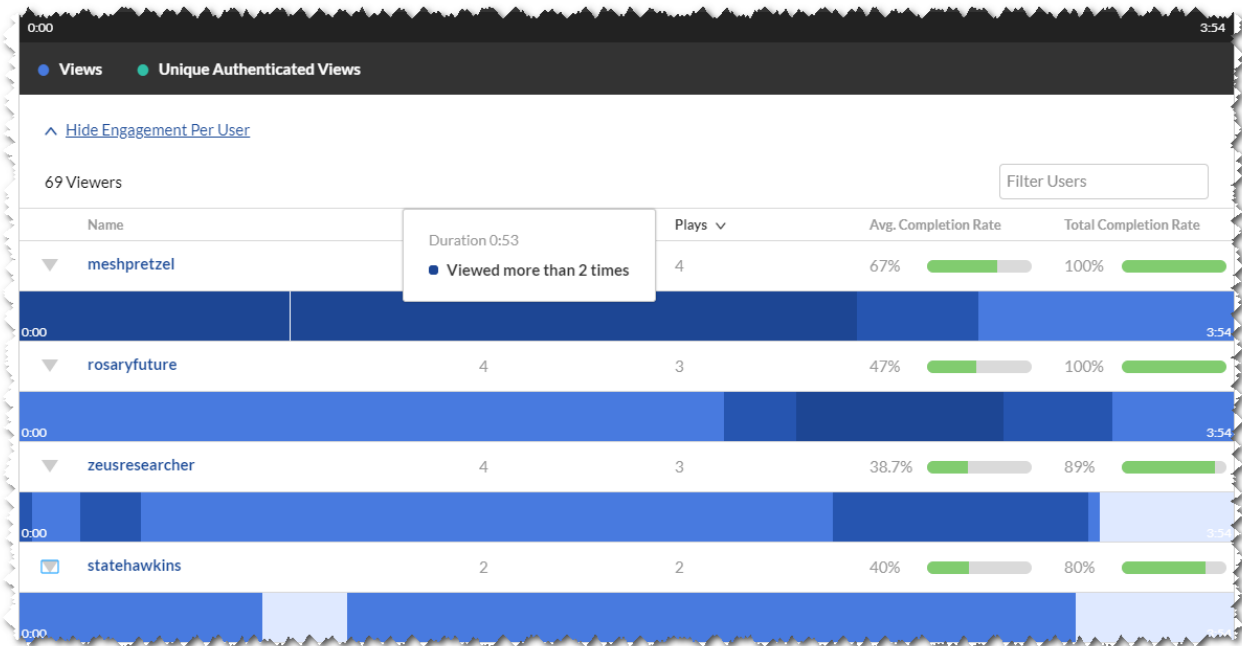 0:00 3:54
Views Unique Authenticated Views
Hide Engagement Per User
69 Viewers Filter Users
Name Plays Avg. Completion Rate Total Completion Rate
Duration 0:53
Viewed more than 2 times
meshpretzel 4 67% 100%
0:00 3:54
rosaryfuture 4 3 47% 100%
0:00 3:54
zeusresearcher 4 3 38.7% 89%
0:00 3:54
statehawkins 2 2 40% 80%
0:00 3:54